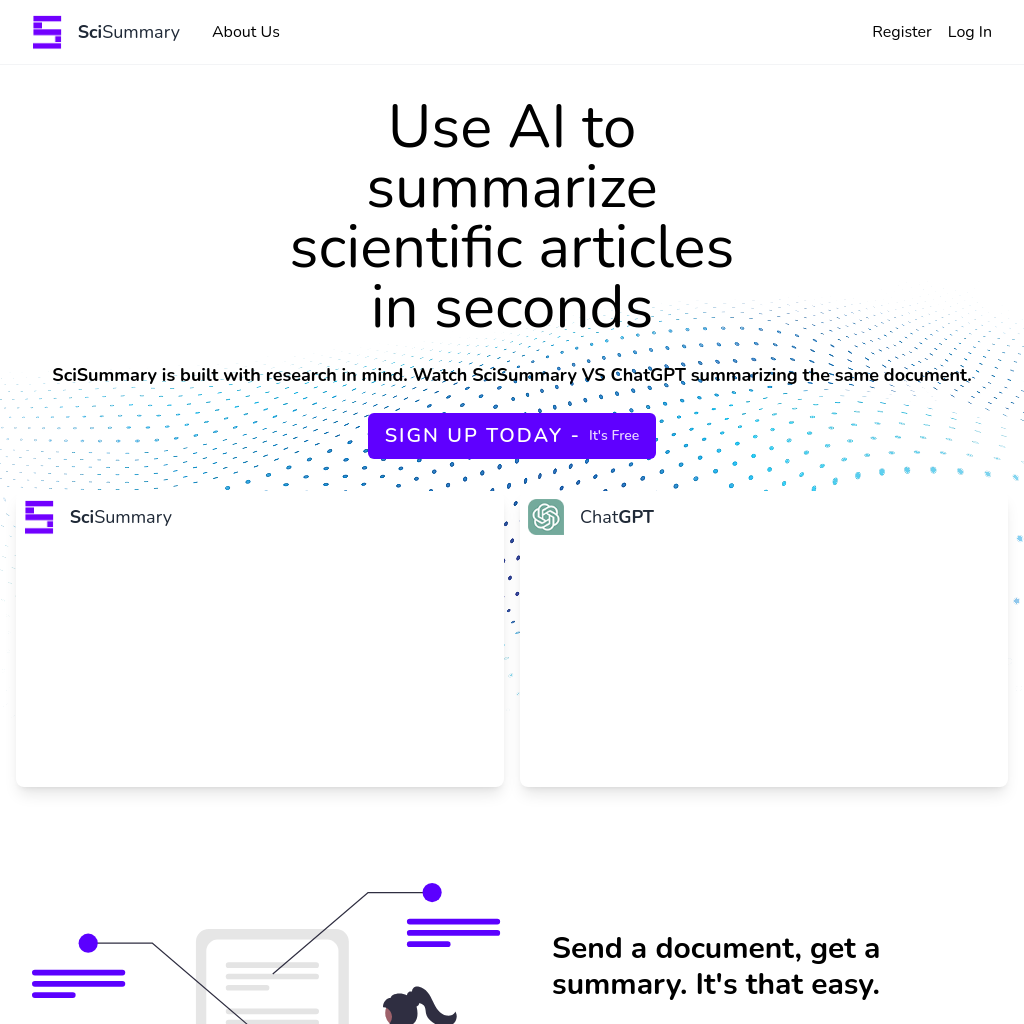 SciSummary
About Us
Register
Log In
Use AI to
summarize
scientific articles
in seconds
SciSummary is built with research in mind. Watch SciSummary VS ChatGPT summarizing the same document.
SIGN UP TODAY - It's Free
SciSummary
ChatGPT
Send a document, get a
summary. It's that easy.